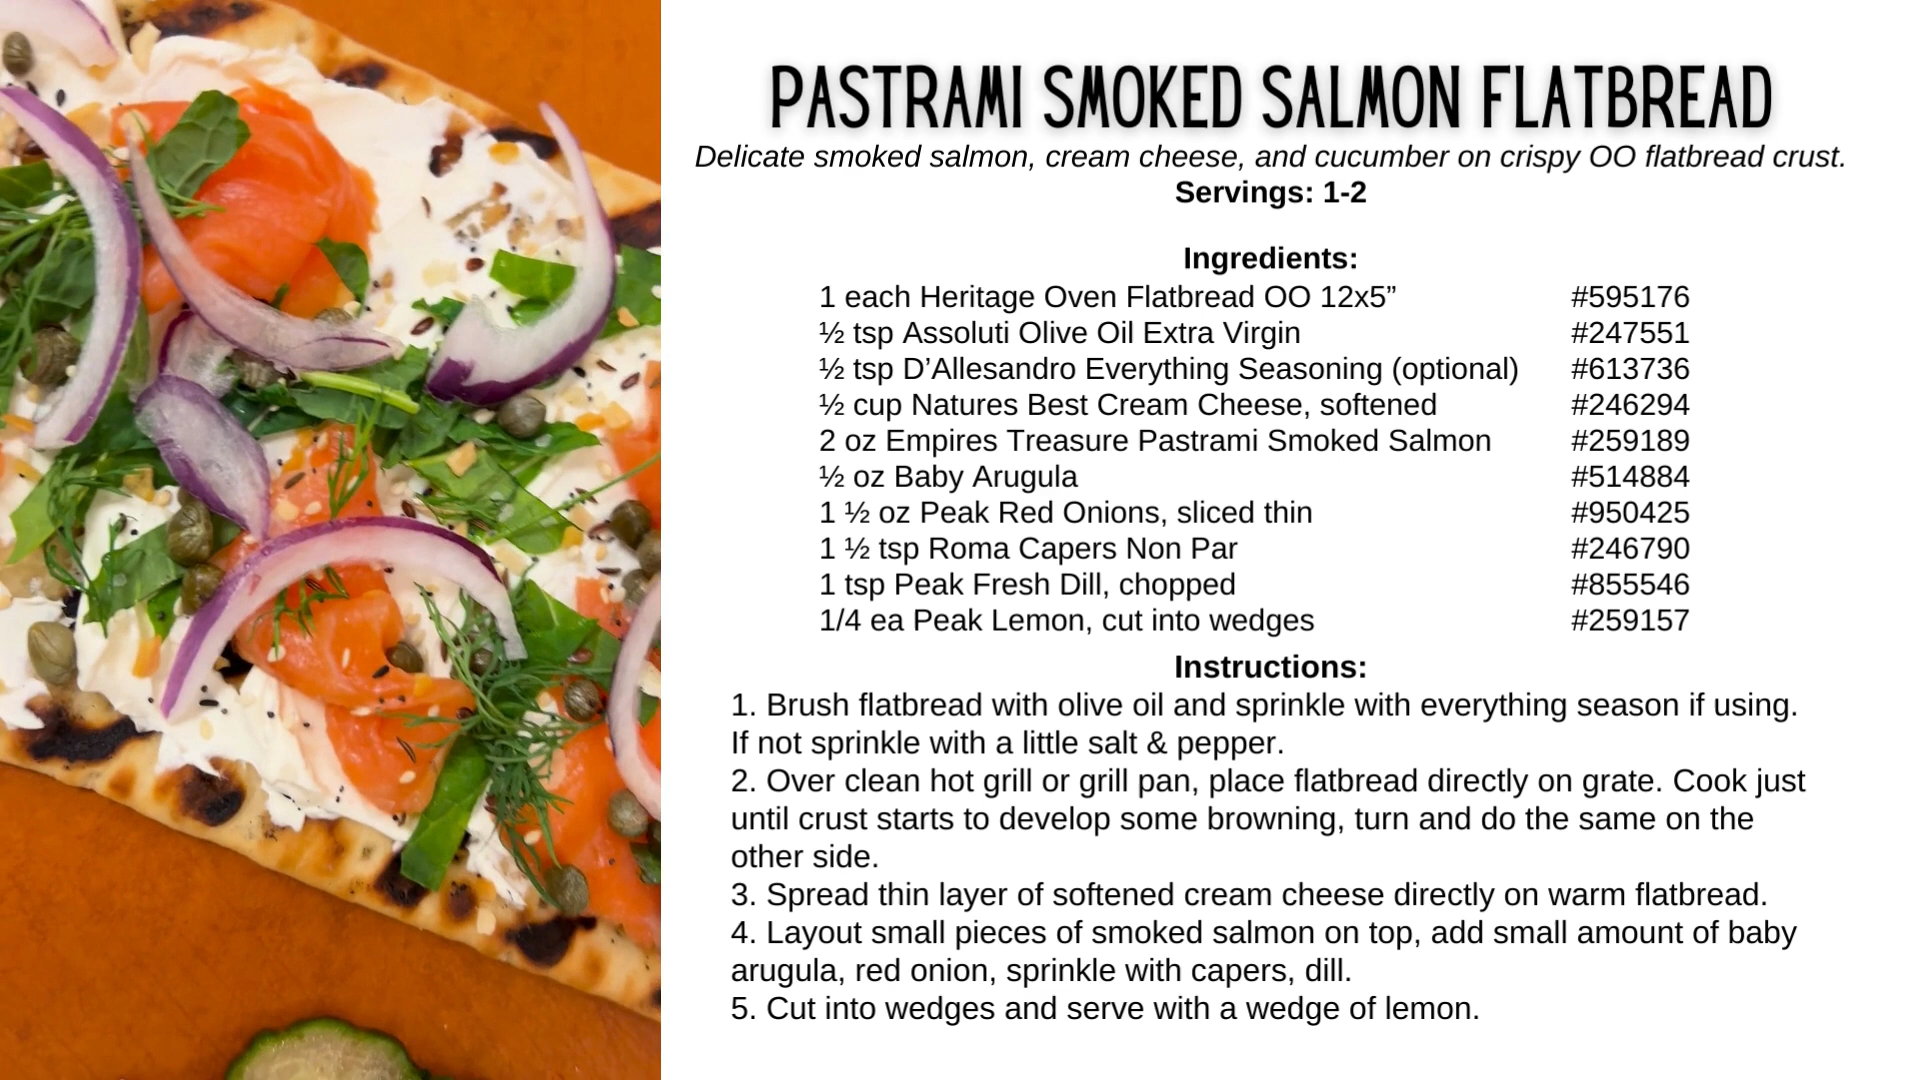 PASTRAMI SMOKED SALMON FLATBREAD
Delicate smoked salmon, cream cheese, and cucumber on crispy OO flatbread crust.
Servings: 1-2
Ingredients:
1 each Heritage Oven Flatbread OO 12x5” #595176
½ tsp Assoluti Olive Oil Extra Virgin #247551
½ tsp D’Allesandro Everything Seasoning (optional) #613736
½ cup Natures Best Cream Cheese, softened #246294
2 oz Empires Treasure Pastrami Smoked Salmon #259189
½ oz Baby Arugula #514884
1 ½ oz Peak Red Onions, sliced thin #950425
1 ½ tsp Roma Capers Non Par #246790
1 tsp Peak Fresh Dill, chopped #855546
1/4 ea Peak Lemon, cut into wedges #259157
Instructions:
1. Brush flatbread with olive oil and sprinkle with everything season if using.
If not sprinkle with a little salt & pepper.
2. Over clean hot grill or grill pan, place flatbread directly on grate. Cook just
until crust starts to develop some browning, turn and do the same on the
other side.
3. Spread thin layer of softened cream cheese directly on warm flatbread.
4. Layout small pieces of smoked salmon on top, add small amount of baby
arugula, red onion, sprinkle with capers, dill.
5. Cut into wedges and serve with a wedge of lemon.